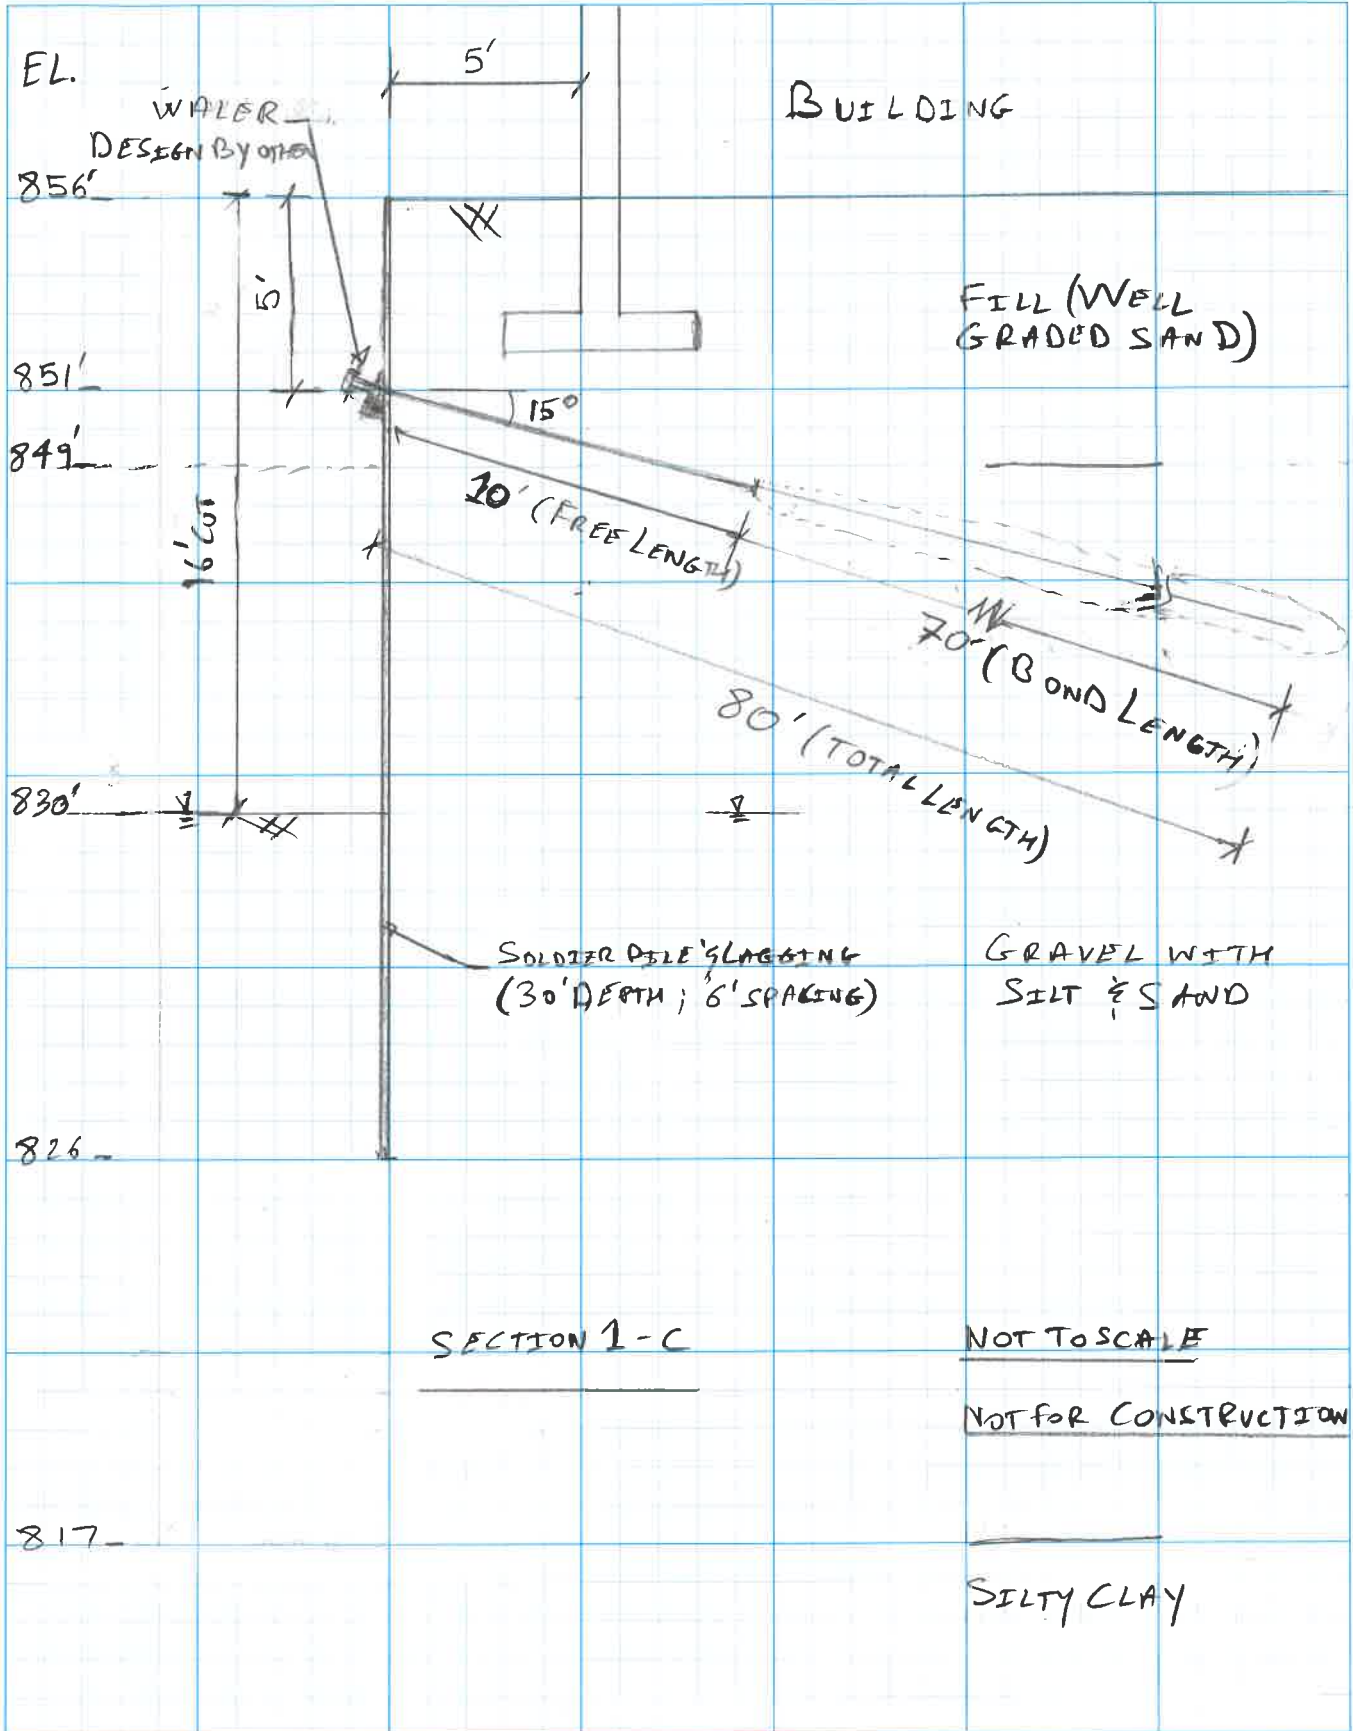 EL.
5'
WALER
DESIGN BY OTHER
BUILDING
856'
5'
FILL (WELL
GRADED SAND)
851'
15°
849'
16' CUT
10' (FREE LENGTH)
70' (BOND LENGTH)
80' (TOTAL LENGTH)
830'
SOLDIER PILE & LAGGING
(30' DEPTH; 6' SPACING)
GRAVEL WITH
SILT & SAND
826
SECTION 1-C
NOT TO SCALE
NOT FOR CONSTRUCTION
817
SILTY CLAY